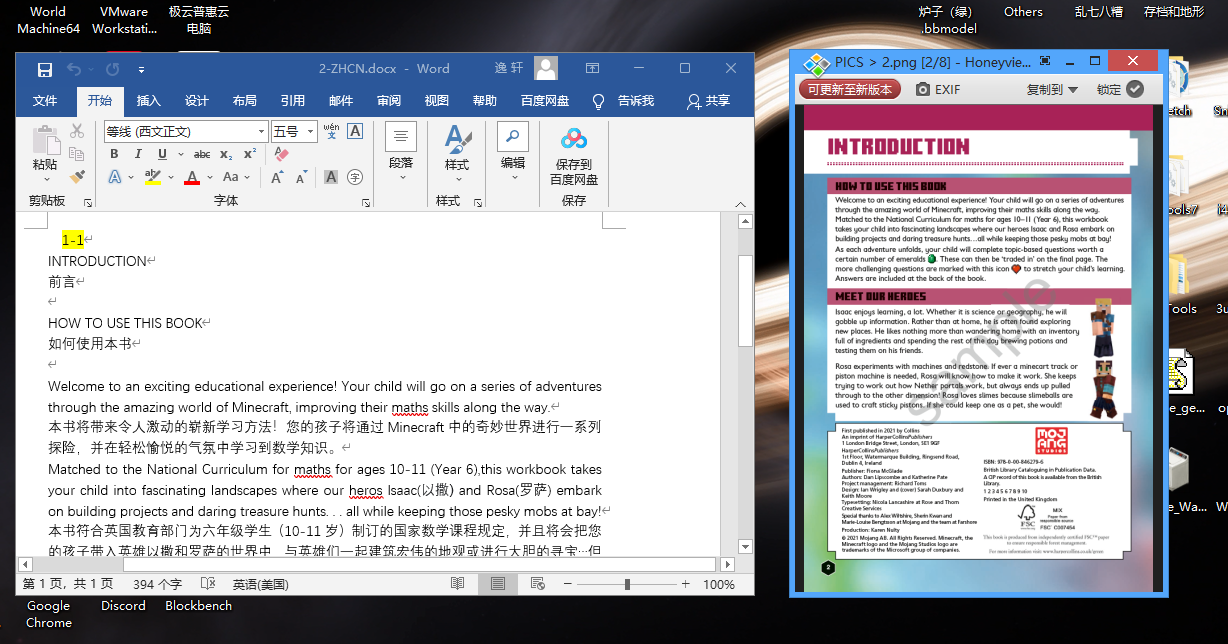 World
Machine64
VMware
Workstati...
极云普惠云
电脑
炉子（绿）
.bbmodel
Others
乱七八糟
存档和地形
2-ZHCN.docx - Word
逸 轩
文件
开始
插入
设计
布局
引用
邮件
审阅
视图
帮助
百度网盘
告诉我
共享
粘贴
等线 (西文正文)
五号
wén
文
A
B I U abc x₂ x²
A ab A Aa A A A 字
段落
样式
编辑
保存到
百度网盘
剪贴板
字体
样式
保存
1-1
INTRODUCTION
前言
HOW TO USE THIS BOOK
如何使用本书
Welcome to an exciting educational experience! Your child will go on a series of adventures
through the amazing world of Minecraft, improving their maths skills along the way.
本书将带来令人激动的崭新学习方法！您的孩子将通过 Minecraft 中的奇妙世界进行一系列
探险，并在轻松愉悦的气氛中学习到数学知识。
Matched to the National Curriculum for maths for ages 10-11 (Year 6),this workbook takes
your child into fascinating landscapes where our heros Isaac(以撒) and Rosa(罗萨) embark
on building projects and daring treasure hunts. . . all while keeping those pesky mobs at bay!
本书符合英国教育部门为六年级学生（10-11 岁）制订的国家数学课程规定，并且会把您
的孩子带入英雄以撒和罗萨的世界中，与英雄们一起建筑宏伟的地观或进行大胆的寻宝…但
第 1 页，共 1 页
394 个字
英语(美国)
100%
PICS > 2.png [2/8] - Honeyvie...
可更新至新版本
EXIF
复制到
锁定
INTRODUCTION
HOW TO USE THIS BOOK
Welcome to an exciting educational experience! Your child will go on a series of adventures
through the amazing world of Minecraft, improving their maths skills along the way.
Matched to the National Curriculum for maths for ages 10–11 (Year 6), this workbook
takes your child into fascinating landscapes where our heroes Isaac and Rosa embark on
building projects and daring treasure hunts...all while keeping those pesky mobs at bay!
As each adventure unfolds, your child will complete topic-based questions worth a
certain number of emeralds . These can then be 'traded in' on the final page. The
more challenging questions are marked with this icon to stretch your child's learning.
Answers are included at the back of the book.
MEET OUR HEROES
Isaac enjoys learning, a lot. Whether it is science or geography, he will
gobble up information. Rather than at home, he is often found exploring
new places. He likes nothing more than wandering home with an inventory
full of ingredients and spending the rest of the day brewing potions and
testing them on his friends.
Rosa experiments with machines and redstone. If ever a minecart track or
piston machine is needed, Rosa will know how to make it work. She keeps
trying to work out how Nether portals work, but always ends up pulled
through to the other dimension! Rosa loves slimes because slimeballs are
used to craft sticky pistons. If she could keep one as a pet, she would!
sample
First published in 2021 by Collins
An imprint of HarperCollinsPublishers
1 London Bridge Street, London, SE1 9GF
HarperCollinsPublishers
1st Floor, Watermarque Building, Ringsend Road,
Dublin 4, Ireland
Publisher: Fiona McGlade
Authors: Dan Lipscombe and Katherine Pate
Project management: Richard Toms
Design: Ian Wrigley and (cover) Sarah Duxbury and
Keith Moore
Typesetting: Nicola Lancashire at Rose and Thorn
Creative Services
Special thanks to Alex Wiltshire, Sherin Kwan and
Marie-Louise Bengtson at Mojang and the team at Farshore
Production: Karen Nulty
© 2021 Mojang AB. All Rights Reserved. Minecraft, the
Minecraft logo and the Mojang Studios logo are
trademarks of the Microsoft group of companies.
MOJANG
STUDIOS
ISBN: 978-0-00-846279-6
British Library Cataloguing in Publication Data.
A CIP record of this book is available from the British
Library.
1 2 3 4 5 6 7 8 9 10
Printed in the United Kingdom
FSC
MIX
Paper from
responsible source
FSC C007454
This book is produced from independently certified FSC™ paper
to ensure responsible forest management.
For more information visit: www.harpercollins.co.uk/green
2
etch
ools7
Tools
e_ge...
e_Wa...
Google
Chrome
Discord
Blockbench